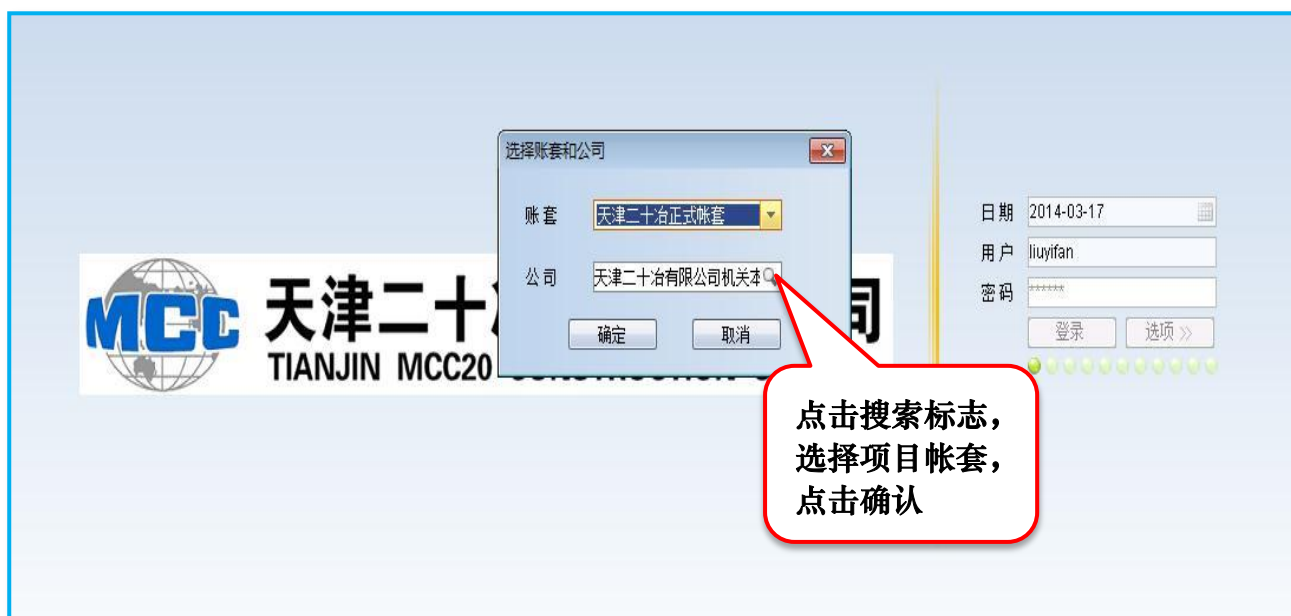 选择账套和公司
账套 天津二十冶正式帐套
公司 天津二十冶有限公司机关本
确定 取消
MCC
天津二十
司
TIANJIN MCC20
日期 2014-03-17
用户 liuyifan
密码 ******
登录 选项 >>
点击搜索标志，
选择项目帐套，
点击确认